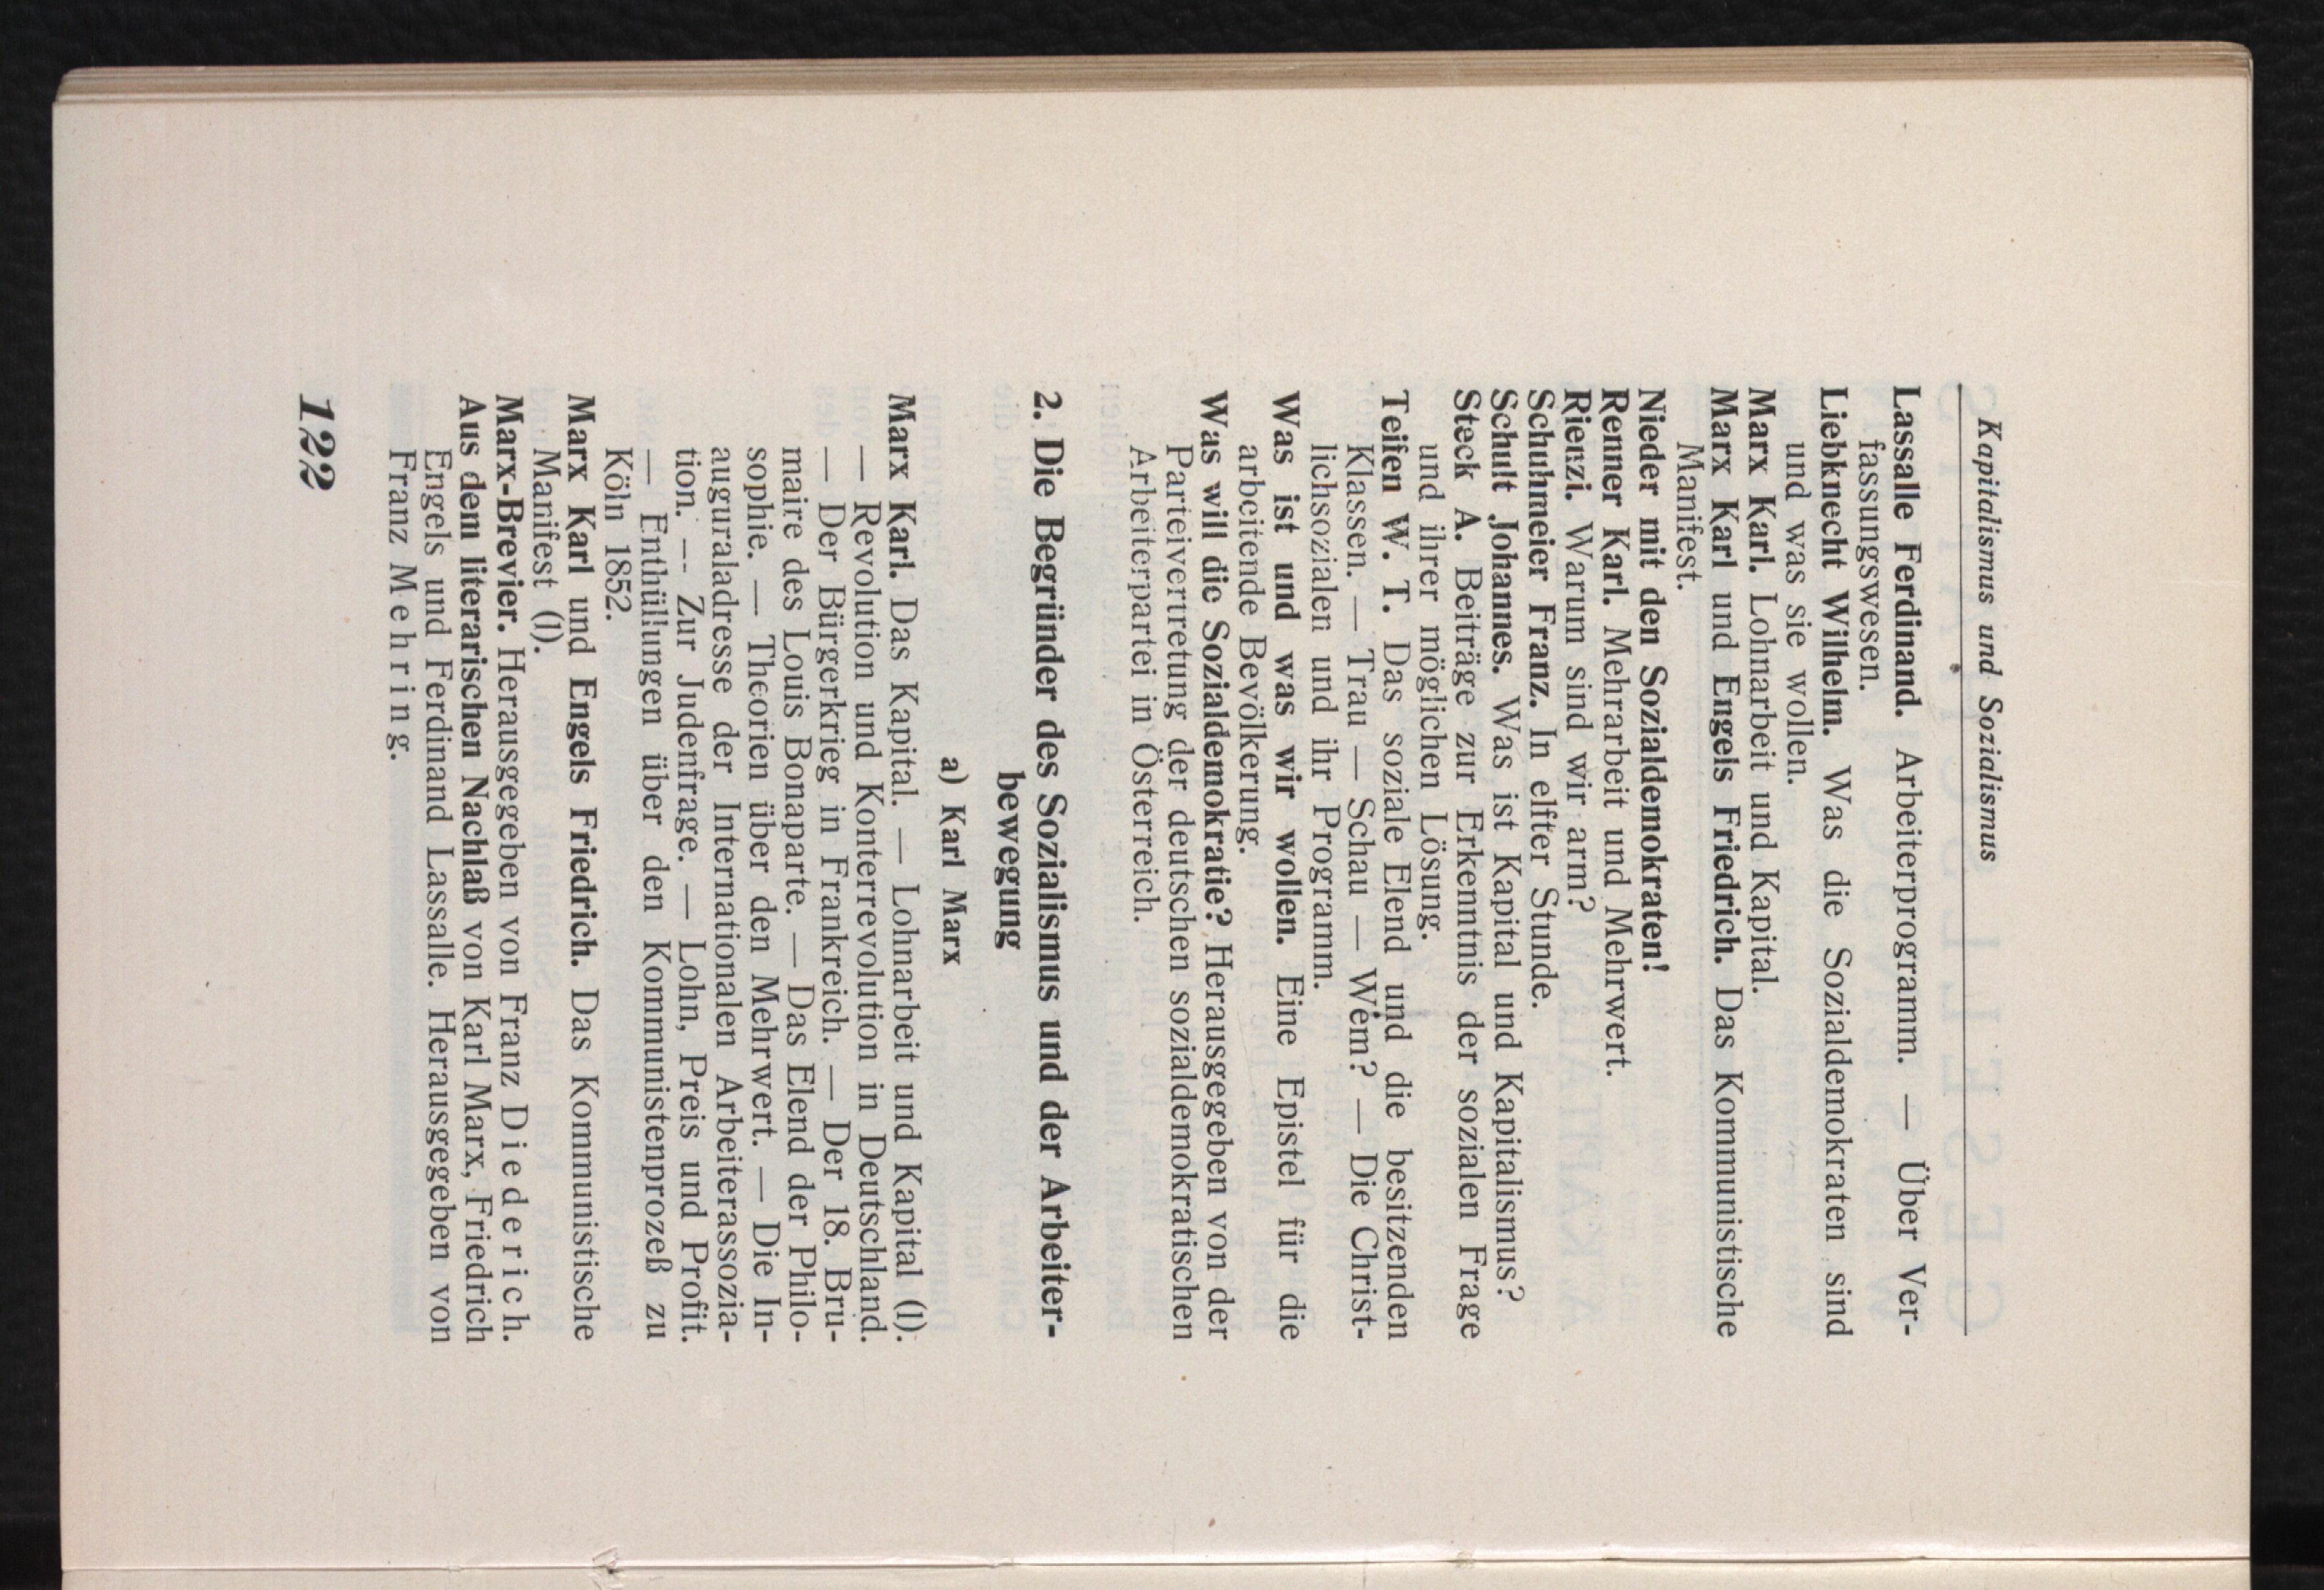 Kapitalismus und Sozialismus
Lassalle Ferdinand. Arbeiterprogramm. — Über Ver-
fassungswesen.
Liebknecht Wilhelm. Was die Sozialdemokraten sind
und was sie wollen.
Marx Karl. Lohnarbeit und Kapital.
Marx Karl und Engels Friedrich. Das Kommunistische
Manifest.
Nieder mit den Sozialdemokraten!
Renner Karl. Mehrarbeit und Mehrwert.
Rienzi. Warum sind wir arm?
Schuhmeier Franz. In elfter Stunde.
Schult Johannes. Was ist Kapital und Kapitalismus?
Steck A. Beiträge zur Erkenntnis der sozialen Frage
und ihrer möglichen Lösung.
Teifen W. T. Das soziale Elend und die besitzenden
Klassen. — Trau — Schau — Wem? — Die Christ-
lichsozialen und ihr Programm.
Was ist und was wir wollen. Eine Epistel für die
arbeitende Bevölkerung.
Was will die Sozialdemokratie? Herausgegeben von der
Parteivertretung der deutschen sozialdemokratischen
Arbeiterpartei in Österreich.
2. Die Begründer des Sozialismus und der Arbeiter-
bewegung
a) Karl Marx
Marx Karl. Das Kapital. — Lohnarbeit und Kapital (l).
— Revolution und Konterrevolution in Deutschland.
— Der Bürgerkrieg in Frankreich. — Der 18. Bru-
maire des Louis Bonaparte. — Das Elend der Philo-
sophie. — Theorien über den Mehrwert. — Die In-
auguraladresse der Internationalen Arbeiterassozia-
tion. — Zur Judenfrage. — Lohn, Preis und Profit.
— Enthüllungen über den Kommunistenprozeß zu
Köln 1852.
Marx Karl und Engels Friedrich. Das Kommunistische
Manifest (l).
Marx-Brevier. Herausgegeben von Franz Diederich.
Aus dem literarischen Nachlaß von Karl Marx, Friedrich
Engels und Ferdinand Lassalle. Herausgegeben von
Franz Mehring.
122